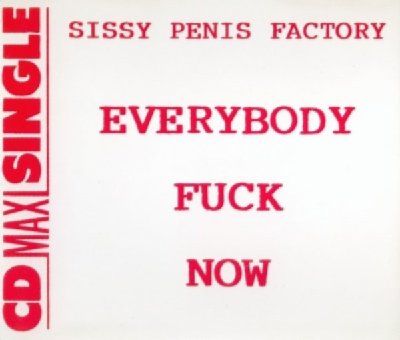 SISSY PENIS FACTORY
EVERYBODY
FUCK
NOW
CD MAXI SINGLE